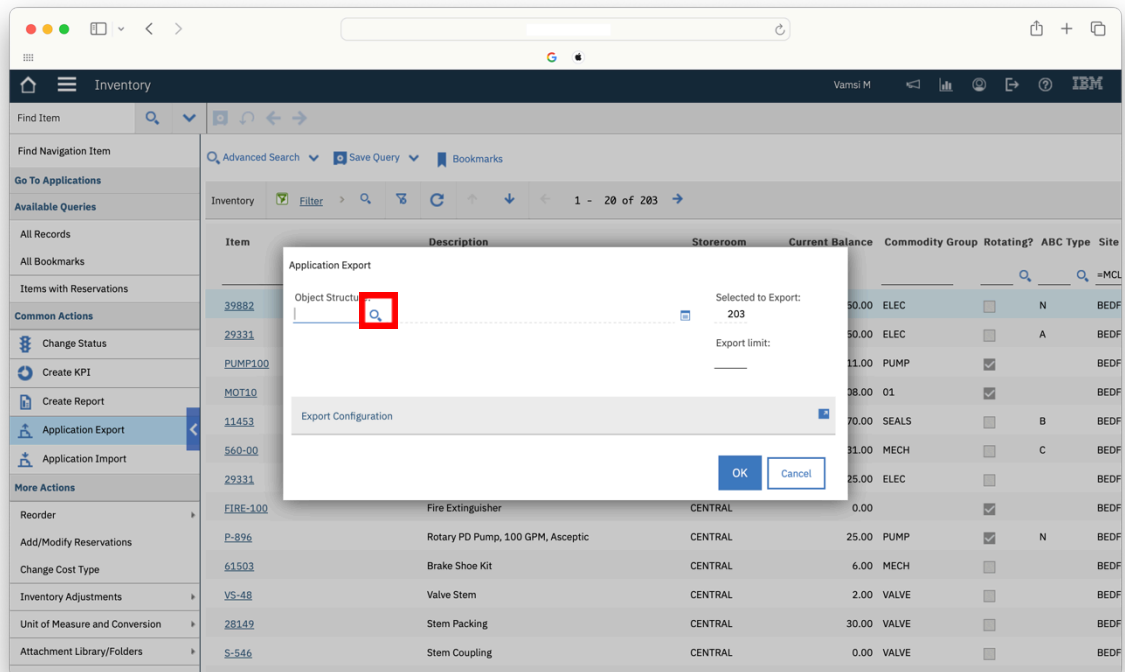 Inventory
Vamsi M
IBM
Find Item
Find Navigation Item
Go To Applications
Available Queries
All Records
All Bookmarks
Items with Reservations
Common Actions
Change Status
Create KPI
Create Report
Application Export
Application Import
More Actions
Reorder
Add/Modify Reservations
Change Cost Type
Inventory Adjustments
Unit of Measure and Conversion
Attachment Library/Folders
Advanced Search
Save Query
Bookmarks
Inventory Filter 1 - 20 of 203
Item Description Storeroom Current Balance Commodity Group Rotating? ABC Type Site
=MCL
Application Export
Object Structure:
Selected to Export:
203
Export limit:
Export Configuration
OK
Cancel
39882 50.00 ELEC N BEDF
29331 50.00 ELEC A BEDF
PUMP100 11.00 PUMP BEDF
MOT10 08.00 01 BEDF
11453 70.00 SEALS B BEDF
560-00 31.00 MECH C BEDF
29331 25.00 ELEC BEDF
FIRE-100 Fire Extinguisher CENTRAL 0.00 BEDF
P-896 Rotary PD Pump, 100 GPM, Asceptic CENTRAL 25.00 PUMP N BEDF
61503 Brake Shoe Kit CENTRAL 6.00 MECH BEDF
VS-48 Valve Stem CENTRAL 2.00 VALVE BEDF
28149 Stem Packing CENTRAL 30.00 VALVE BEDF
S-546 Stem Coupling CENTRAL 0.00 VALVE BEDF